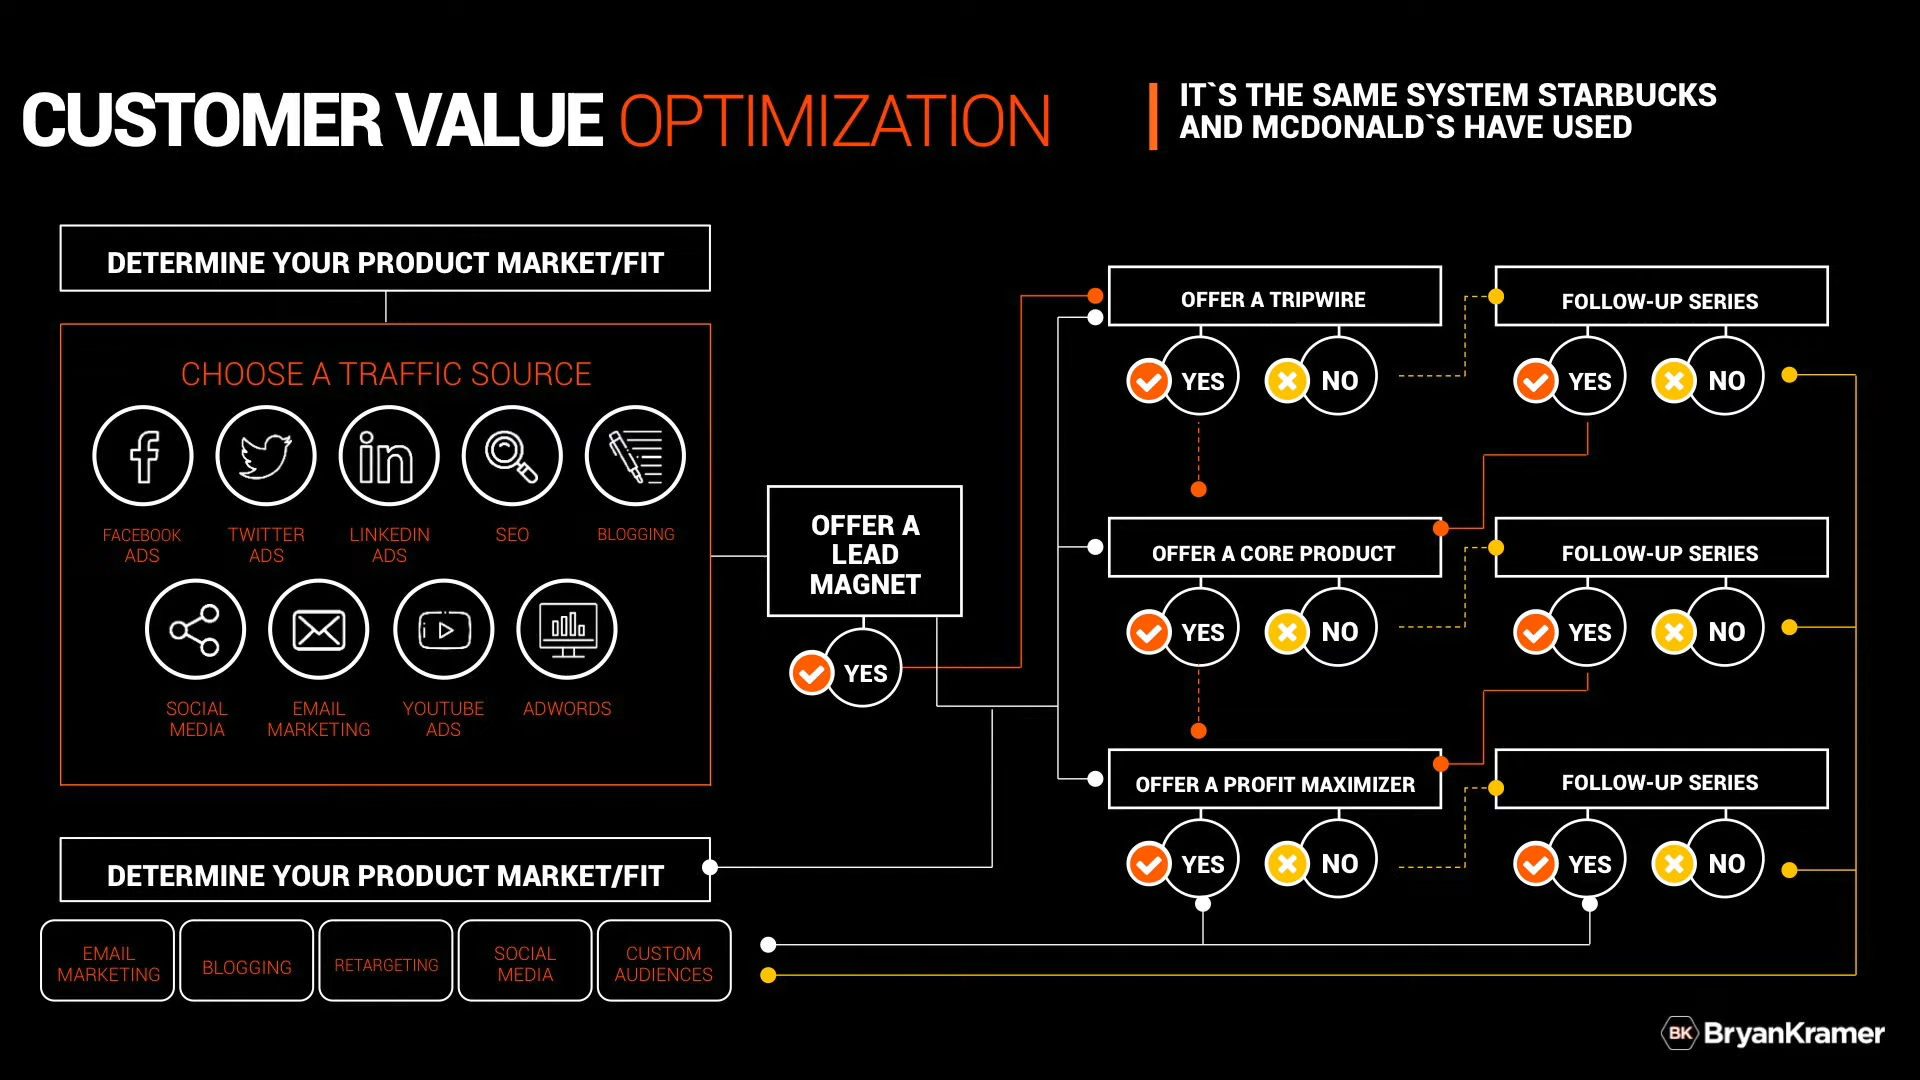 CUSTOMER VALUE OPTIMIZATION
IT`S THE SAME SYSTEM STARBUCKS
AND MCDONALD`S HAVE USED
DETERMINE YOUR PRODUCT MARKET/FIT
CHOOSE A TRAFFIC SOURCE
FACEBOOK
ADS
TWITTER
ADS
LINKEDIN
ADS
SEO
BLOGGING
SOCIAL
MEDIA
EMAIL
MARKETING
YOUTUBE
ADS
ADWORDS
OFFER A
LEAD
MAGNET
YES
OFFER A TRIPWIRE
YES
NO
FOLLOW-UP SERIES
YES
NO
OFFER A CORE PRODUCT
YES
NO
FOLLOW-UP SERIES
YES
NO
OFFER A PROFIT MAXIMIZER
YES
NO
FOLLOW-UP SERIES
YES
NO
DETERMINE YOUR PRODUCT MARKET/FIT
EMAIL
MARKETING
BLOGGING
RETARGETING
SOCIAL
MEDIA
CUSTOM
AUDIENCES
BK BryanKramer